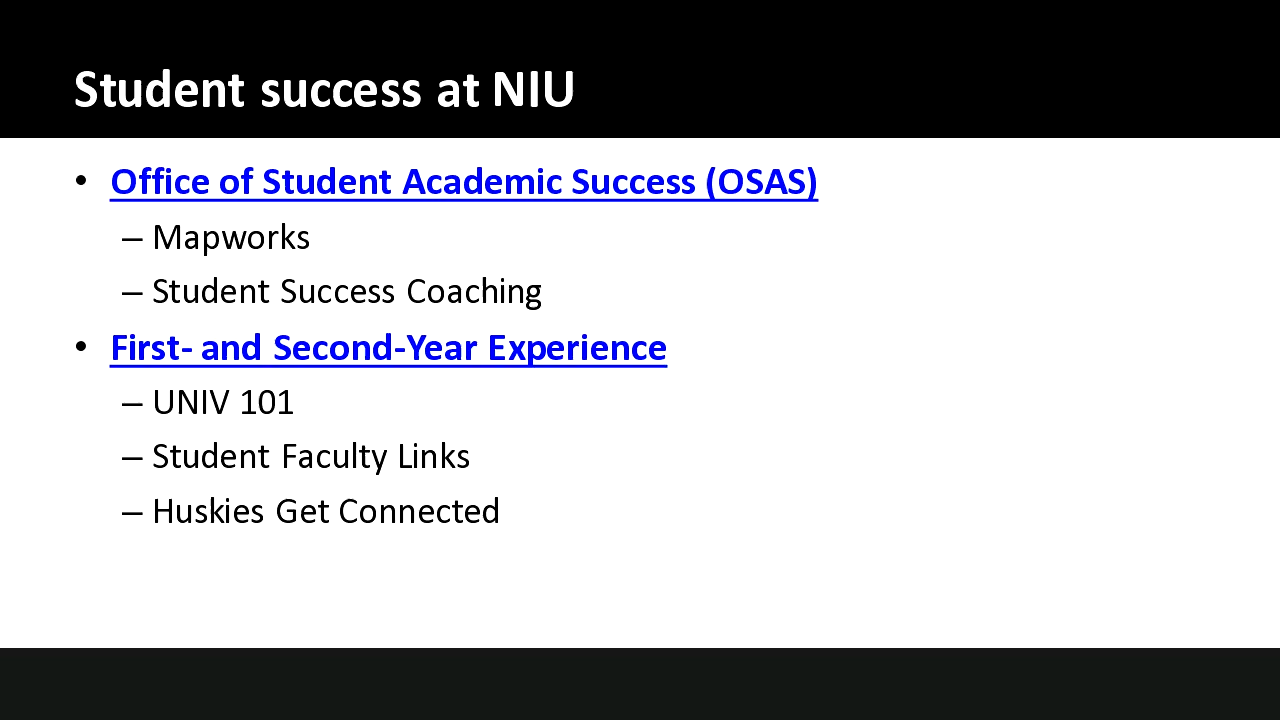 Student success at NIU
• Office of Student Academic Success (OSAS)
– Mapworks
– Student Success Coaching
• First- and Second-Year Experience
– UNIV 101
– Student Faculty Links
– Huskies Get Connected